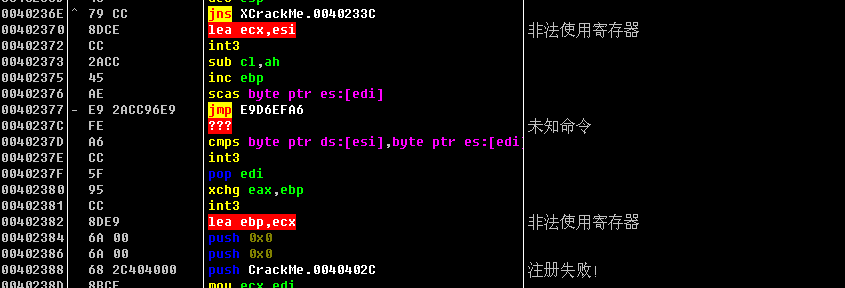 0040236E ^ 79 CC jns XCrackMe.0040233C
00402370 8DCE lea ecx,esi 非法使用寄存器
00402372 CC int3
00402373 2ACC sub cl,ah
00402375 45 inc ebp
00402376 AE scas byte ptr es:[edi]
00402377 - E9 2ACC96E9 jmp E9D6EFA6
0040237C FE ??? 未知命令
0040237D A6 cmps byte ptr ds:[esi],byte ptr es:[edi]
0040237E CC int3
0040237F 5F pop edi
00402380 95 xchg eax,ebp
00402381 CC int3
00402382 8DE9 lea ebp,ecx 非法使用寄存器
00402384 6A 00 push 0x0
00402386 6A 00 push 0x0
00402388 68 2C404000 push CrackMe.0040402C 注册失败!
0040238D 8BCF mov ecx,edi